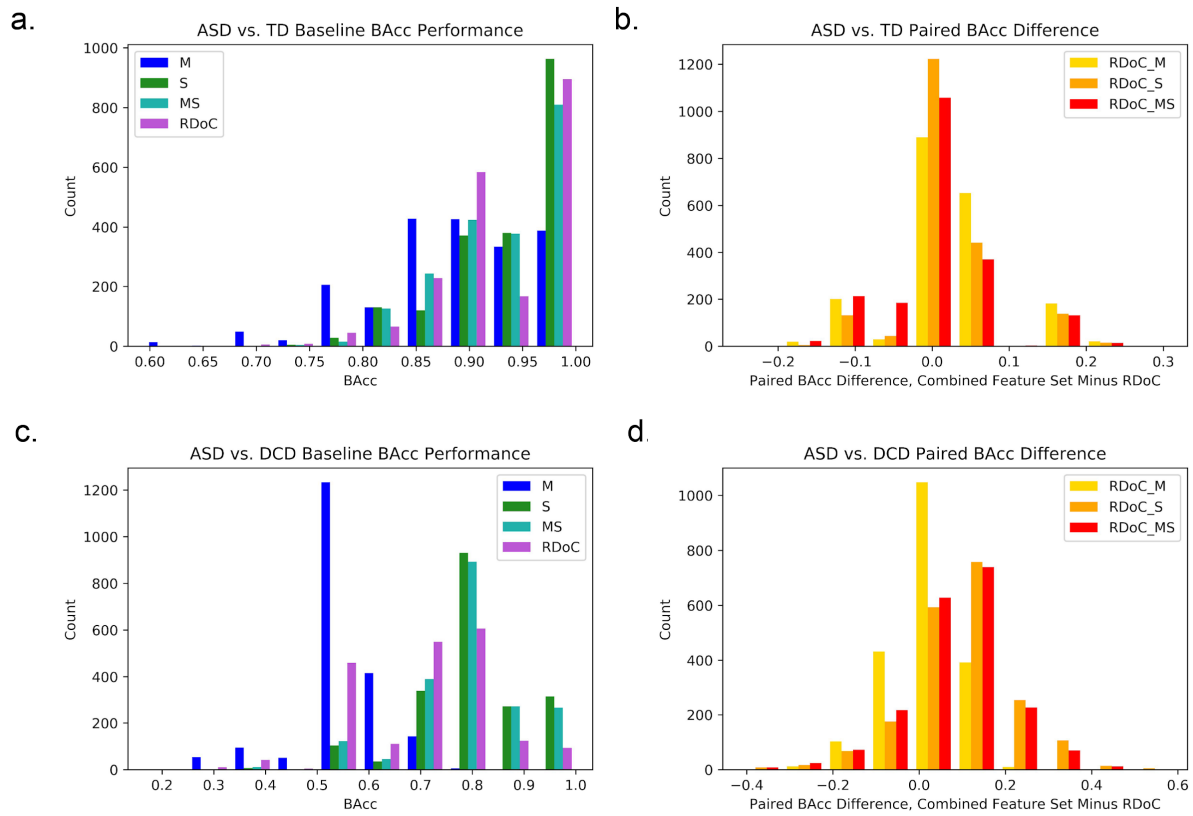 a.
ASD vs. TD Baseline BAcc Performance
M
S
MS
RDoC
1000
800
600
400
200
0
Count
0.60 0.65 0.70 0.75 0.80 0.85 0.90 0.95 1.00
BAcc
b.
ASD vs. TD Paired BAcc Difference
RDoC_M
RDoC_S
RDoC_MS
1200
1000
800
600
400
200
0
Count
−0.2 −0.1 0.0 0.1 0.2 0.3
Paired BAcc Difference, Combined Feature Set Minus RDoC
c.
ASD vs. DCD Baseline BAcc Performance
M
S
MS
RDoC
1200
1000
800
600
400
200
0
Count
0.2 0.3 0.4 0.5 0.6 0.7 0.8 0.9 1.0
BAcc
d.
ASD vs. DCD Paired BAcc Difference
RDoC_M
RDoC_S
RDoC_MS
1000
800
600
400
200
0
Count
−0.4 −0.2 0.0 0.2 0.4 0.6
Paired BAcc Difference, Combined Feature Set Minus RDoC